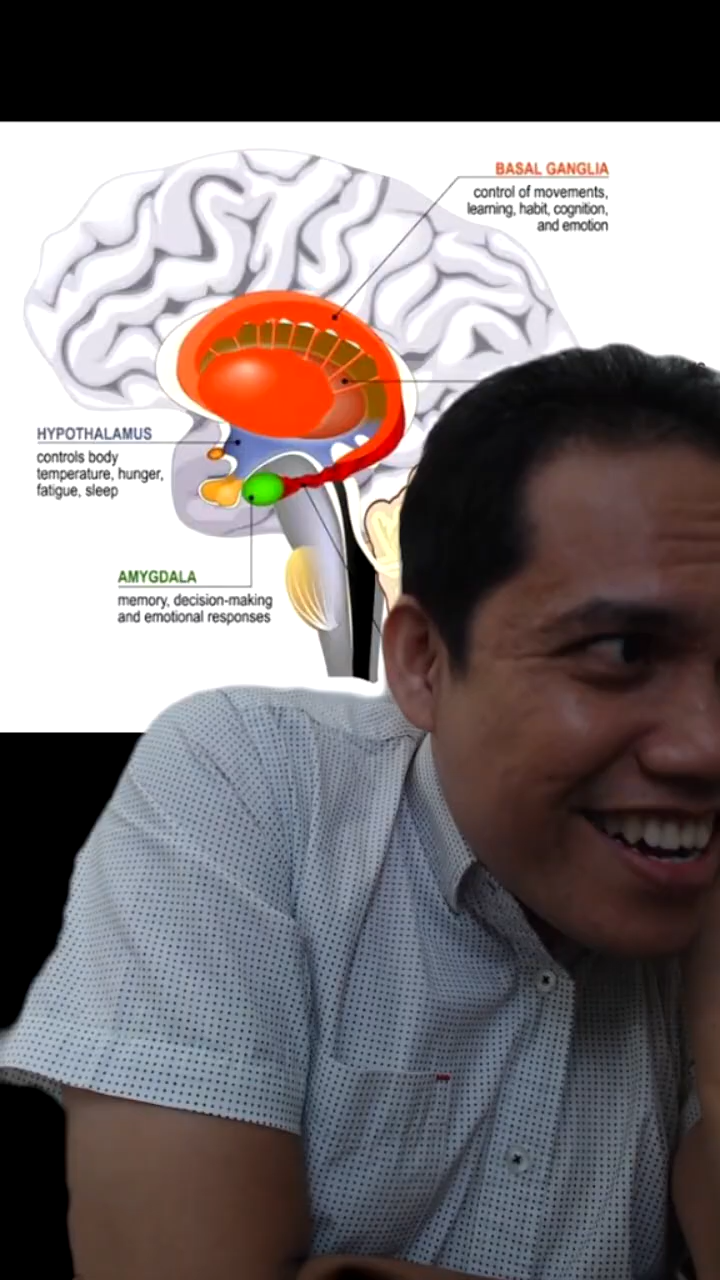 BASAL GANGLIA
control of movements,
learning, habit, cognition,
and emotion
HYPOTHALAMUS
controls body
temperature, hunger,
fatigue, sleep
AMYGDALA
memory, decision-making
and emotional responses